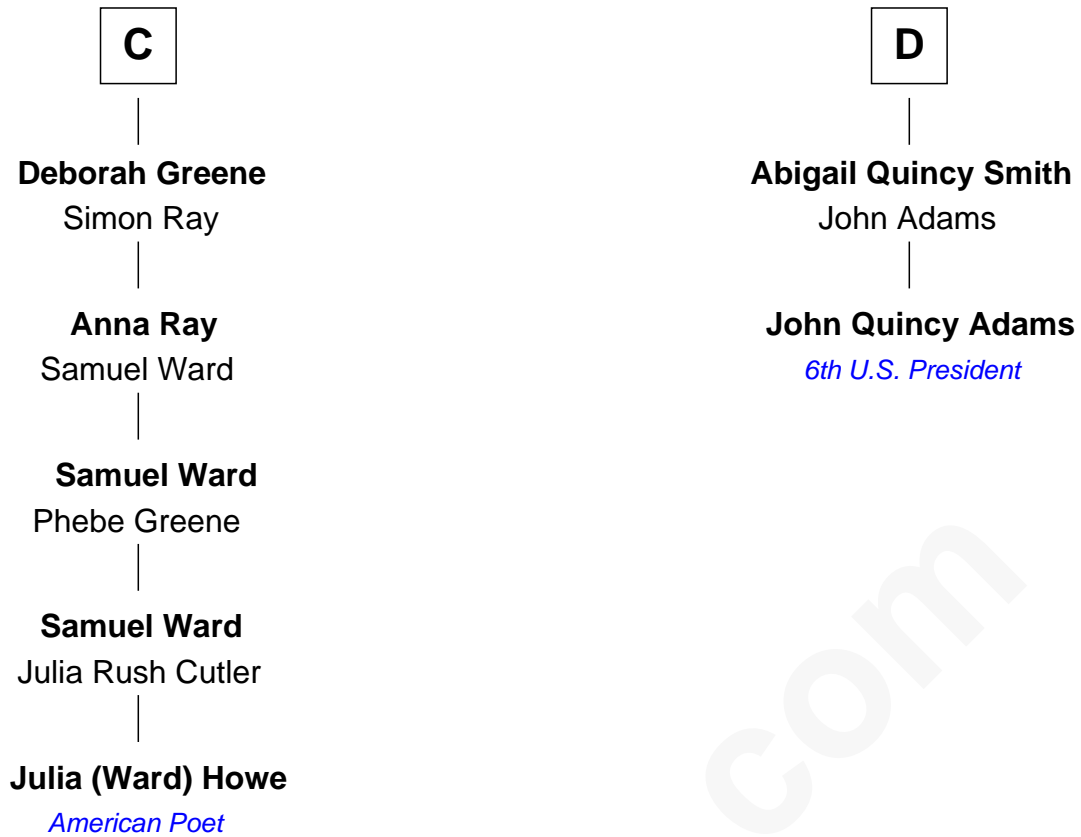 C
Deborah Greene
Simon Ray
Anna Ray
Samuel Ward
Samuel Ward
Phebe Greene
Samuel Ward
Julia Rush Cutler
Julia (Ward) Howe
American Poet
D
Abigail Quincy Smith
John Adams
John Quincy Adams
6th U.S. President
com